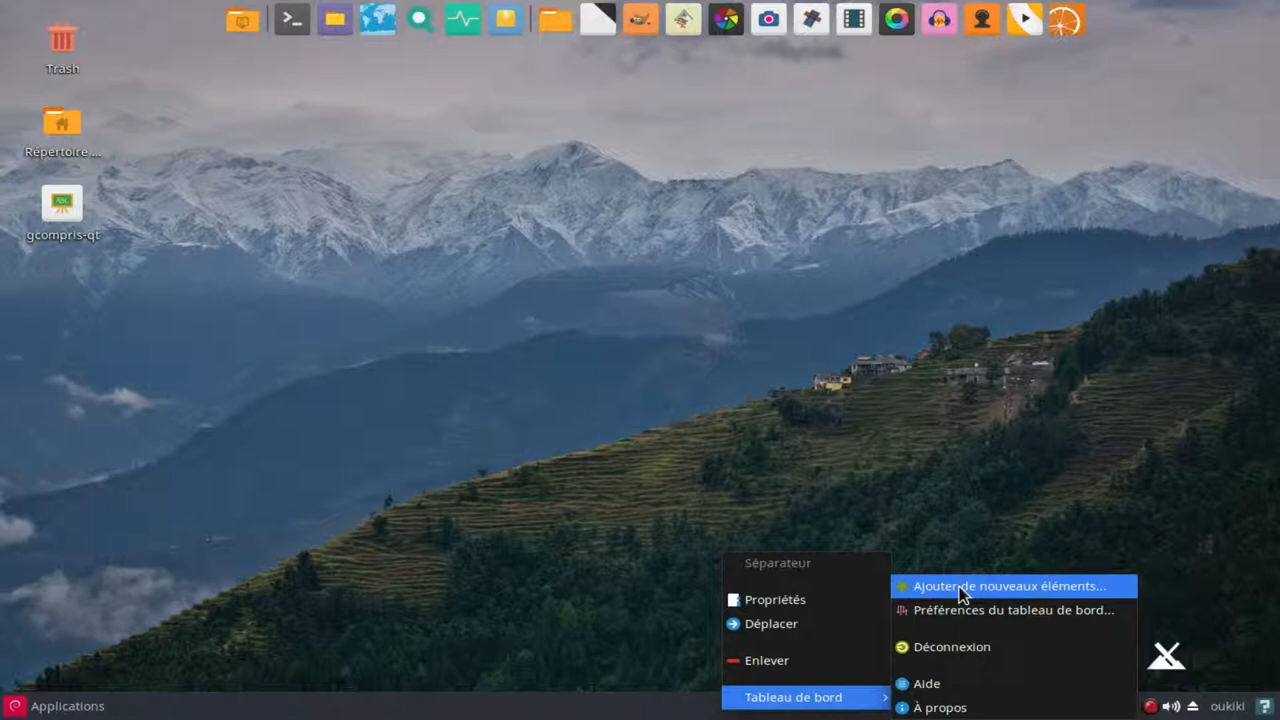 Trash
Répertoire ...
ABC
gcompris-qt
Séparateur
Propriétés
Déplacer
Enlever
Tableau de bord
Ajouter de nouveaux éléments...
Préférences du tableau de bord...
Déconnexion
Aide
À propos
Applications
oukiki